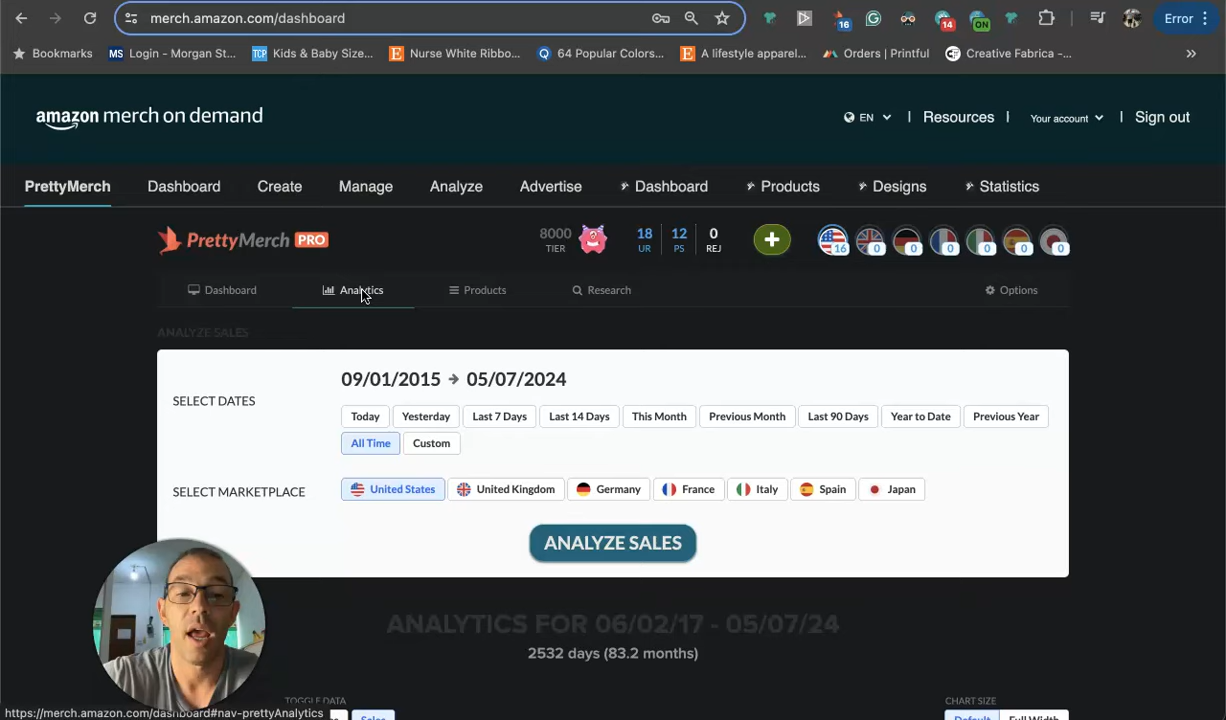 merch.amazon.com/dashboard
16
14
ON
Error
Bookmarks
MS Login - Morgan St...
TCP Kids & Baby Size...
E Nurse White Ribbo...
Q 64 Popular Colors...
E A lifestyle apparel...
Orders | Printful
CF Creative Fabrica -...
»
amazon merch on demand
EN | Resources | Your account | Sign out
PrettyMerch Dashboard Create Manage Analyze Advertise Dashboard Products Designs Statistics
PrettyMerch PRO
8000 TIER
18 UR
12 PS
0 REJ
16 0 0 0 0 0 0
Dashboard Analytics Products Research Options
ANALYZE SALES
SELECT DATES
09/01/2015 → 05/07/2024
Today Yesterday Last 7 Days Last 14 Days This Month Previous Month Last 90 Days Year to Date Previous Year
All Time Custom
SELECT MARKETPLACE
United States United Kingdom Germany France Italy Spain Japan
ANALYZE SALES
ANALYTICS FOR 06/02/17 - 05/07/24
2532 days (83.2 months)
TOGGLE DATA
CHART SIZE
Sales
Default Full Width
https://merch.amazon.com/dashboard#nav-prettyAnalytics